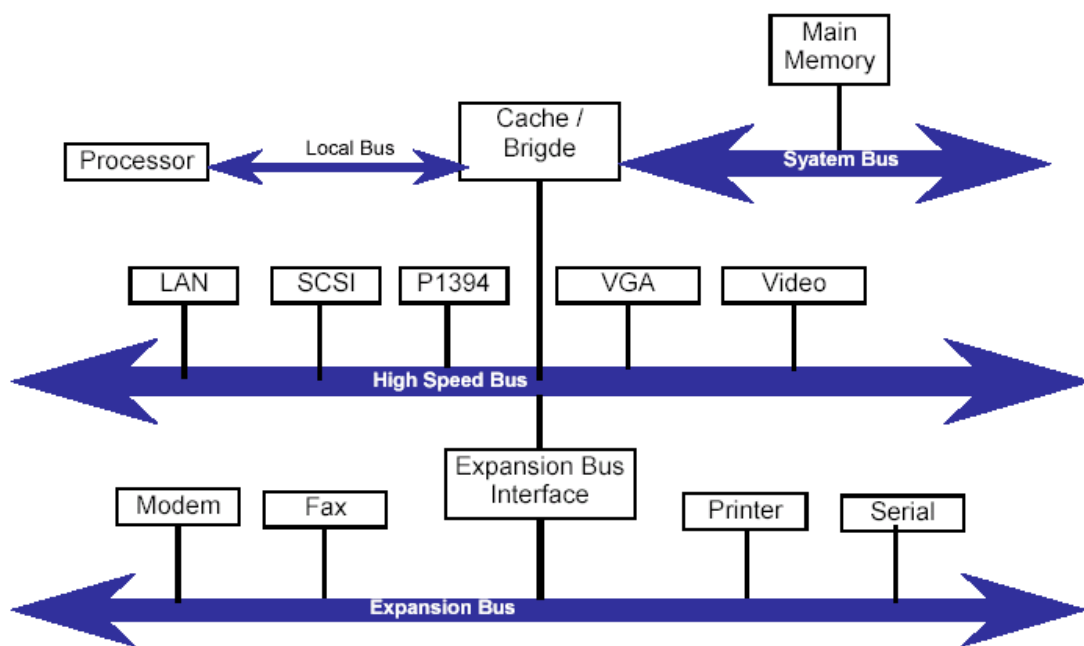 Main
Memory
Cache /
Brigde
Local Bus
Processor
Syatem Bus
LAN
SCSI
P1394
VGA
Video
High Speed Bus
Expansion Bus
Interface
Modem
Fax
Printer
Serial
Expansion Bus